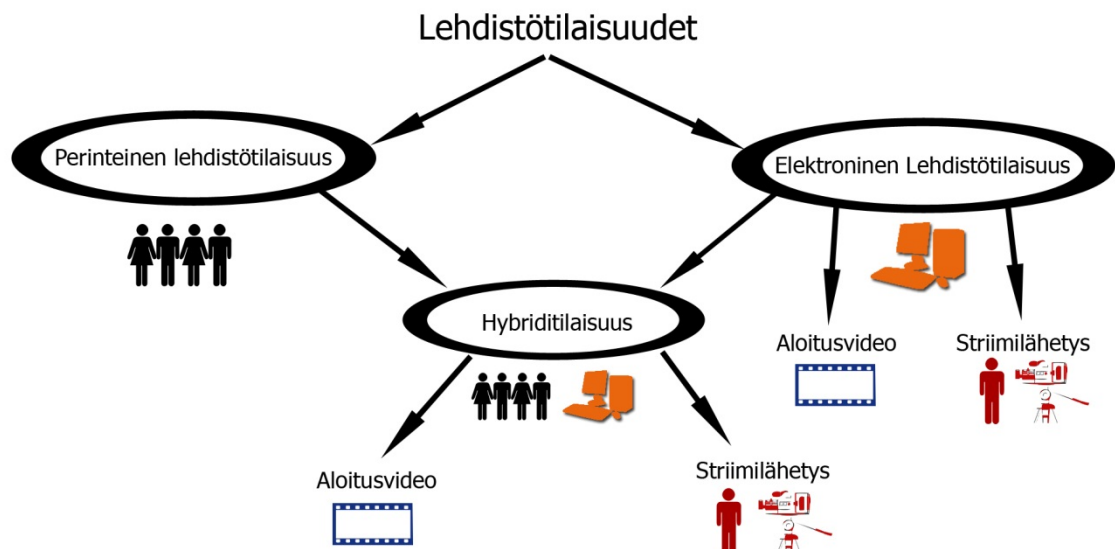 Lehdistötilaisuudet
Perinteinen lehdistötilaisuus
Elektroninen Lehdistötilaisuus
Hybriditilaisuus
Aloitusvideo
Striimilähetys
Aloitusvideo
Striimilähetys